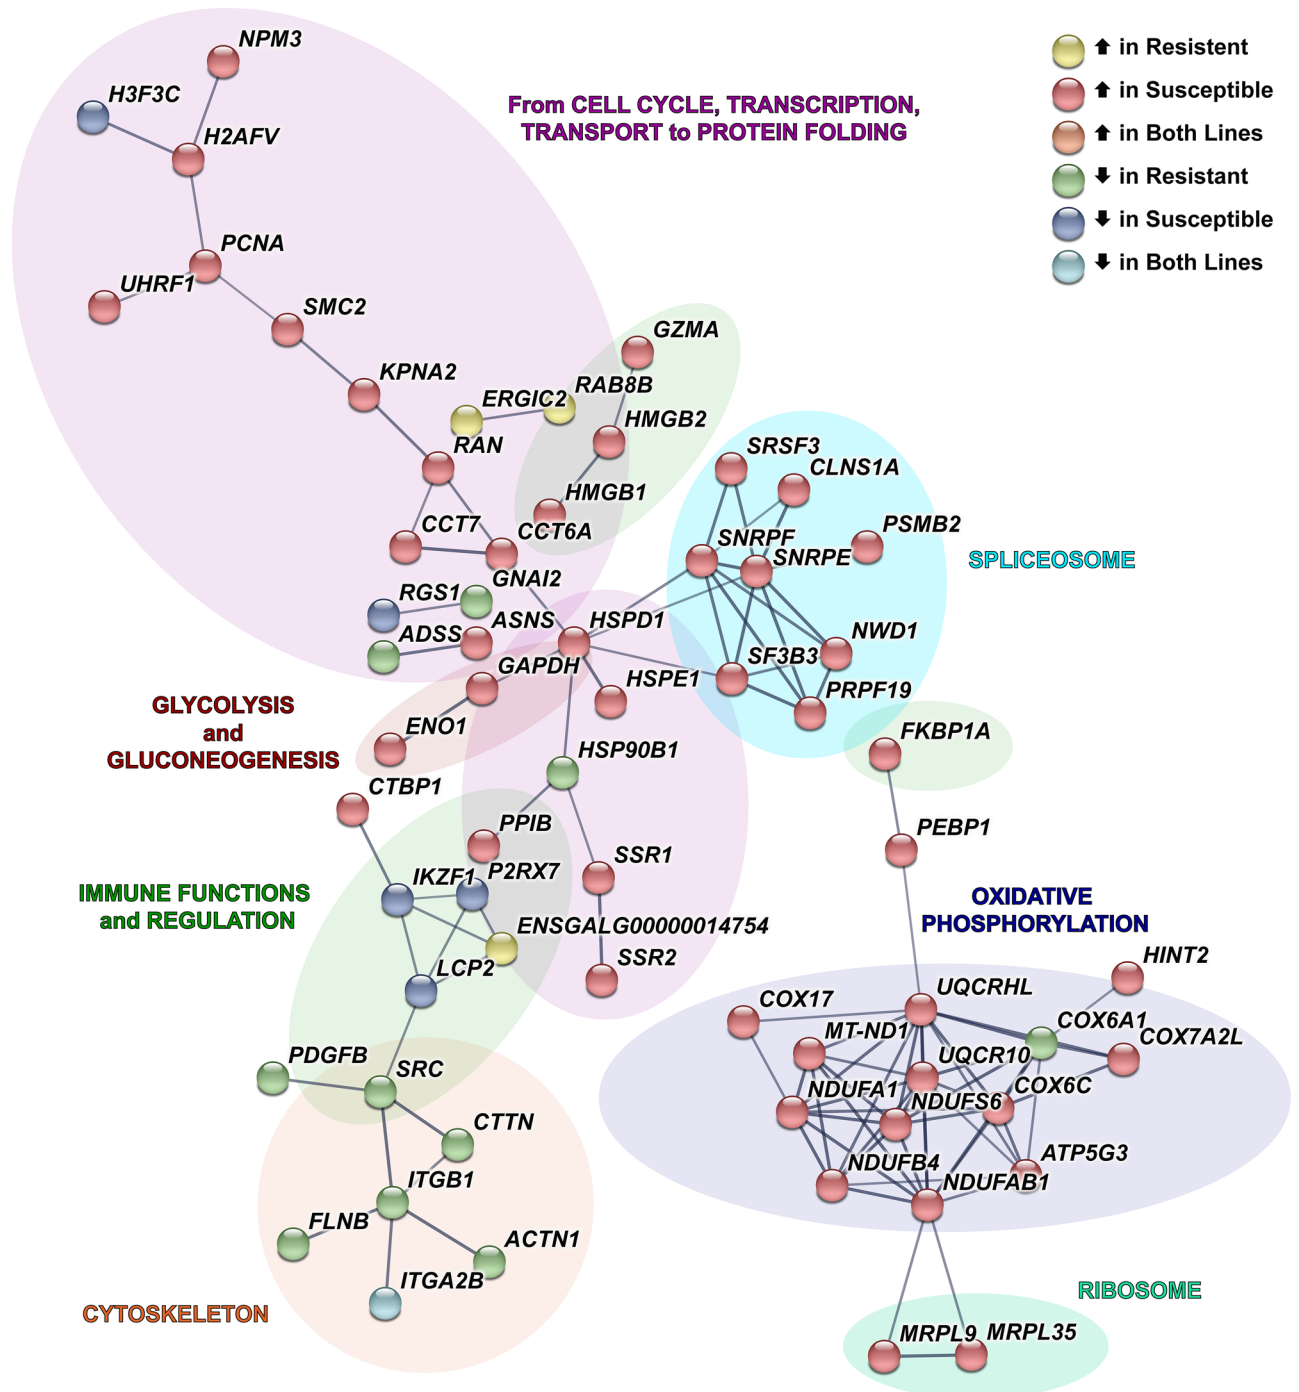 NPM3
↑ in Resistent
H3F3C
↑ in Susceptible
From CELL CYCLE, TRANSCRIPTION,
TRANSPORT to PROTEIN FOLDING
H2AFV
↑ in Both Lines
↓ in Resistant
↓ in Susceptible
↓ in Both Lines
PCNA
UHRF1
SMC2
GZMA
KPNA2
ERGIC2
RAB8B
HMGB2
RAN
SRSF3
CLNS1A
HMGB1
CCT7
CCT6A
SNRPF
PSMB2
SNRPE
SPLICEOSOME
GNAI2
RGS1
ASNS
HSPD1
ADSS
NWD1
SF3B3
GAPDH
HSPE1
PRPF19
GLYCOLYSIS
and
GLUCONEOGENESIS
ENO1
FKBP1A
HSP90B1
CTBP1
PPIB
PEBP1
SSR1
IKZF1
P2RX7
IMMUNE FUNCTIONS
and REGULATION
OXIDATIVE
PHOSPHORYLATION
ENSGALG00000014754
LCP2
SSR2
HINT2
UQCRHL
COX17
COX6A1
MT-ND1
COX7A2L
PDGFB
SRC
UQCR10
NDUFA1
COX6C
NDUFS6
CTTN
ATP5G3
NDUFB4
ITGB1
NDUFAB1
FLNB
ACTN1
ITGA2B
RIBOSOME
CYTOSKELETON
MRPL9
MRPL35